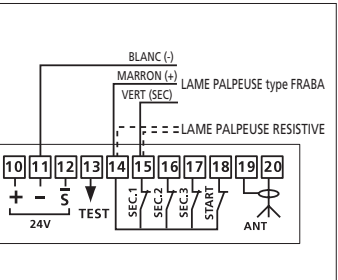 BLANC (-)
MARRON (+)
LAME PALPEUSE type FRABA
VERT (SEC)
LAME PALPEUSE RESISTIVE
10 11 12 13 14 15 16 17 18 19 20
+ - S
TEST
SEC.1
SEC.2
SEC.3
START
24V
ANT